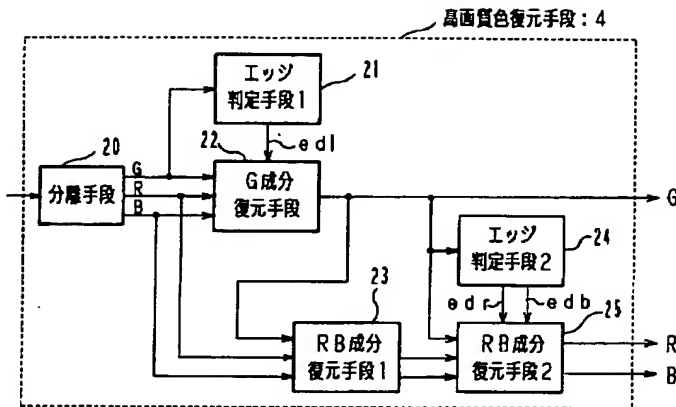 高画質色復元手段:4
21
エッジ
判定手段1
22
ed1
20
分離手段
G
R
B
G成分
復元手段
G
エッジ
判定手段2
24
23
edr
edb
25
RB成分
復元手段1
RB成分
復元手段2
R
B